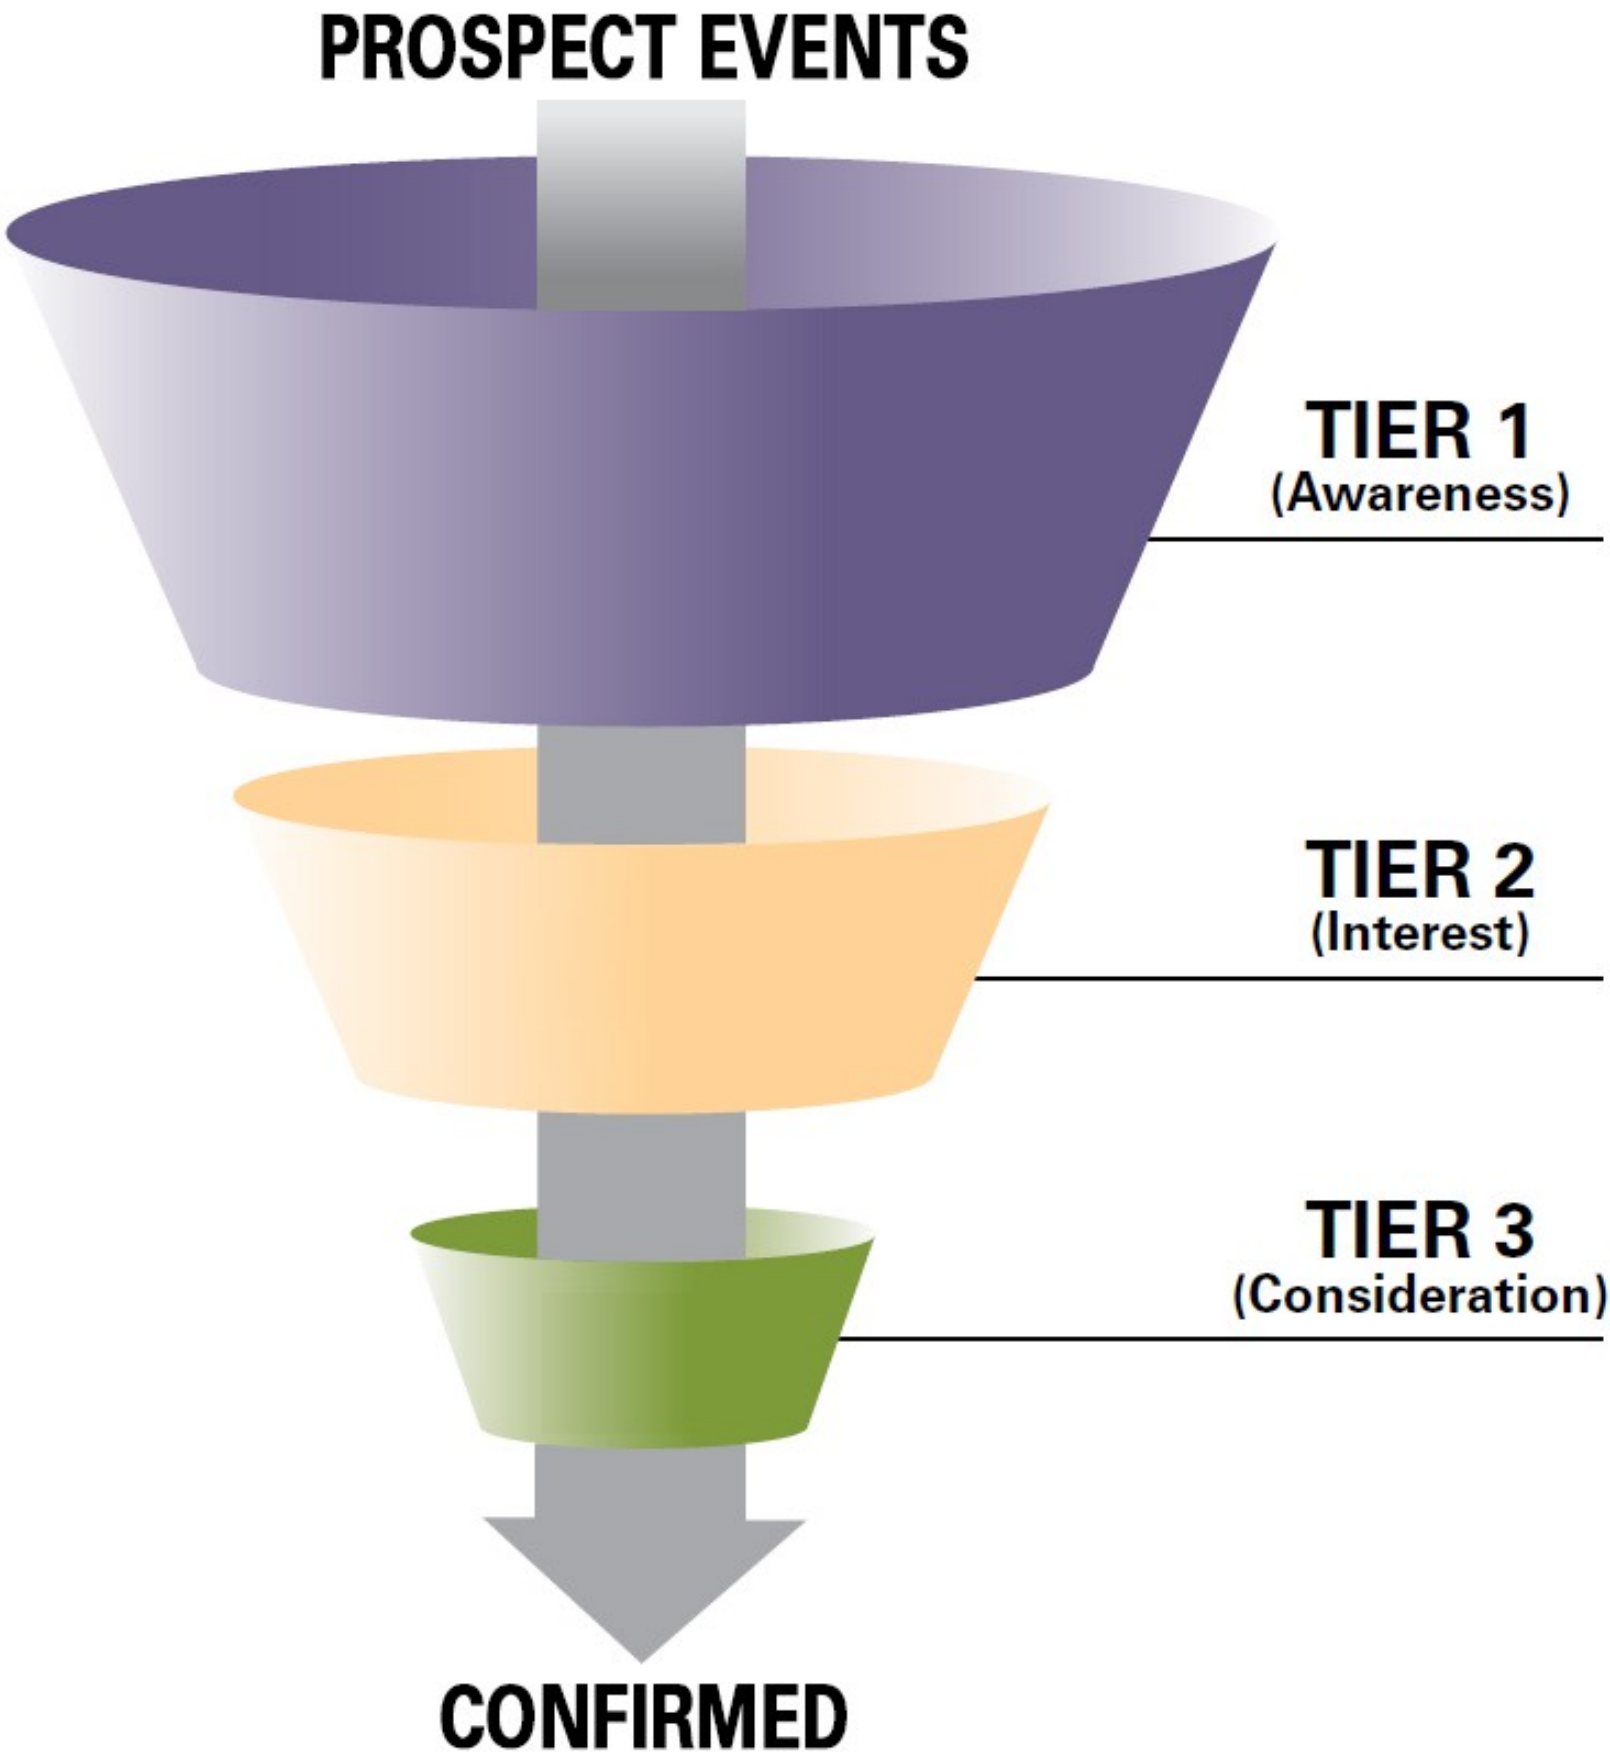 PROSPECT EVENTS
TIER 1
(Awareness)
TIER 2
(Interest)
TIER 3
(Consideration)
CONFIRMED